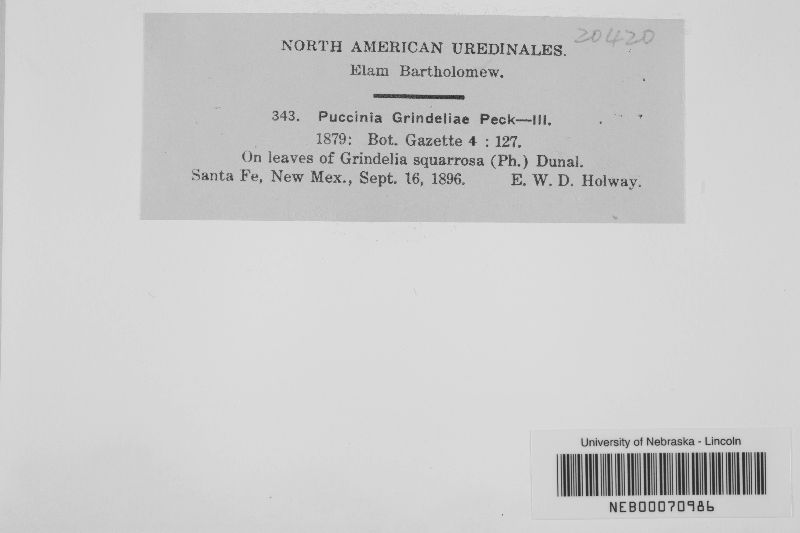 20420
NORTH AMERICAN UREDINALES.
Elam Bartholomew.
343. Puccinia Grindeliae Peck—III.
1879: Bot. Gazette 4 : 127.
On leaves of Grindelia squarrosa (Ph.) Dunal.
Santa Fe, New Mex., Sept. 16, 1896. E. W. D. Holway.
University of Nebraska - Lincoln
NEB00070986